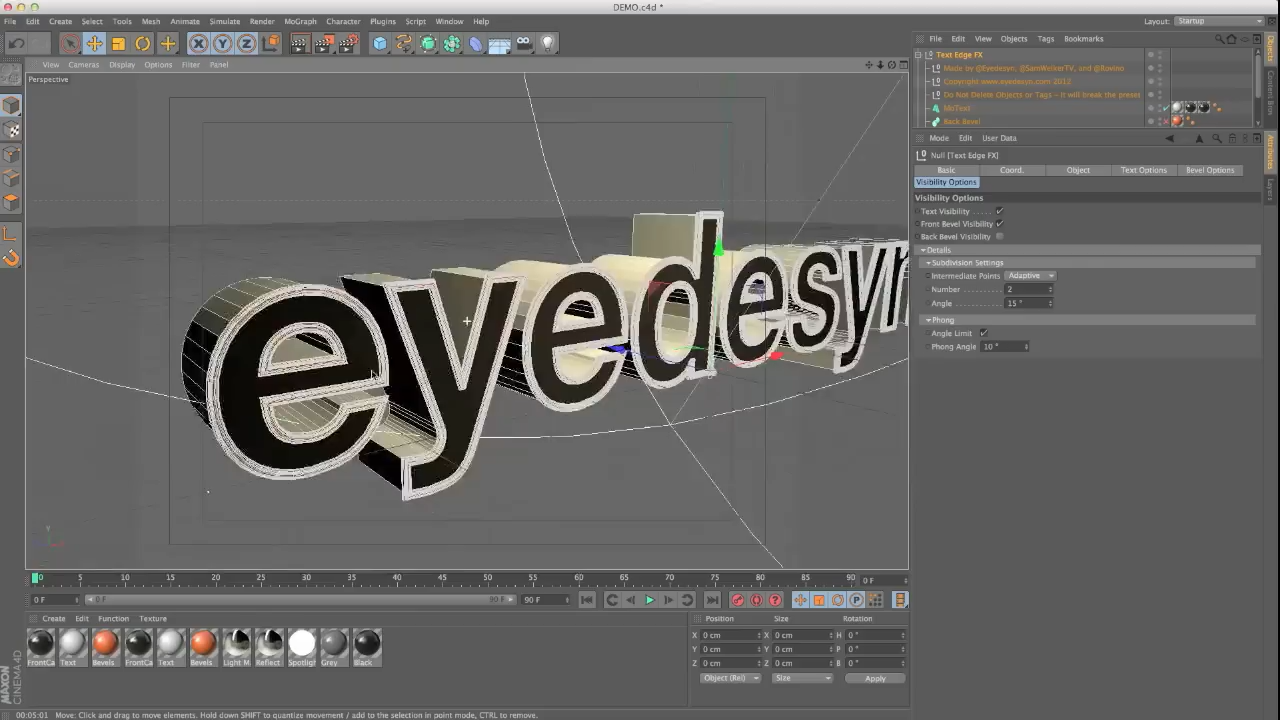 DEMO.c4d *
File Edit Create Select Tools Mesh Animate Simulate Render MoGraph Character Plugins Script Window Help
Layout: Startup
View Cameras Display Options Filter Panel
Perspective
File Edit View Objects Tags Bookmarks
Text Edge FX
Made by @Eyedesyn, @SamWelkerTV, and @Rovino
Copyright www.eyedesyn.com 2012
Do Not Delete Objects or Tags - It will break the preset
MoText
Back Bevel
Objects
Content Brow
Mode Edit User Data
Attributes
Layers
Null [Text Edge FX]
Basic Coord. Object Text Options Bevel Options
Visibility Options
Visibility Options
Text Visibility
Front Bevel Visibility
Back Bevel Visibility
Details
Subdivision Settings
Intermediate Points Adaptive
Number 2
Angle 15 °
Phong
Angle Limit
Phong Angle 10 °
eyedesyn
0 5 10 15 20 25 30 35 40 45 50 55 60 65 70 75 80 85 90 0 F
0 F 0 F 90 F 90 F
Create Edit Function Texture
FrontCa Text Bevels FrontCa Text Bevels Light M Reflect Spotligh Grey Black
Position Size Rotation
X 0 cm X 0 cm H 0 °
Y 0 cm Y 0 cm P 0 °
Z 0 cm Z 0 cm B 0 °
Object (Rel) Size Apply
MAXON CINEMA 4D
00:05:01 Move: Click and drag to move elements. Hold down SHIFT to quantize movement / add to the selection in point mode, CTRL to remove.